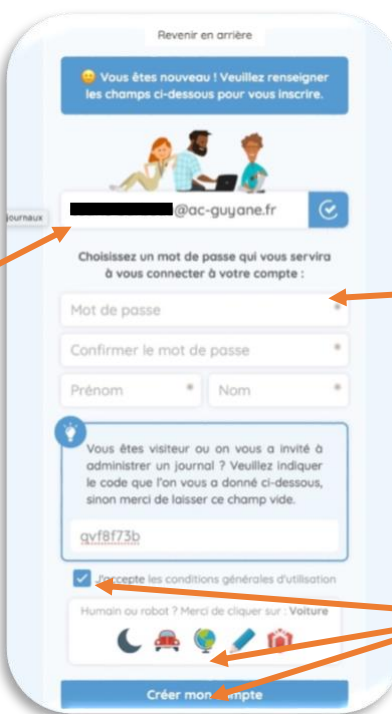 Revenir en arrière
Vous êtes nouveau ! Veuillez renseigner
les champs ci-dessous pour vous inscrire.
journaux
@ac-guyane.fr
Choisissez un mot de passe qui vous servira
à vous connecter à votre compte :
Mot de passe *
Confirmer le mot de passe *
Prénom * Nom *
Vous êtes visiteur ou on vous a invité à
administrer un journal ? Veuillez indiquer
le code que l'on vous a donné ci-dessous,
sinon merci de laisser ce champ vide.
qvf8f73b
J'accepte les conditions générales d'utilisation
Humain ou robot ? Merci de cliquer sur : Voiture
Créer mon compte